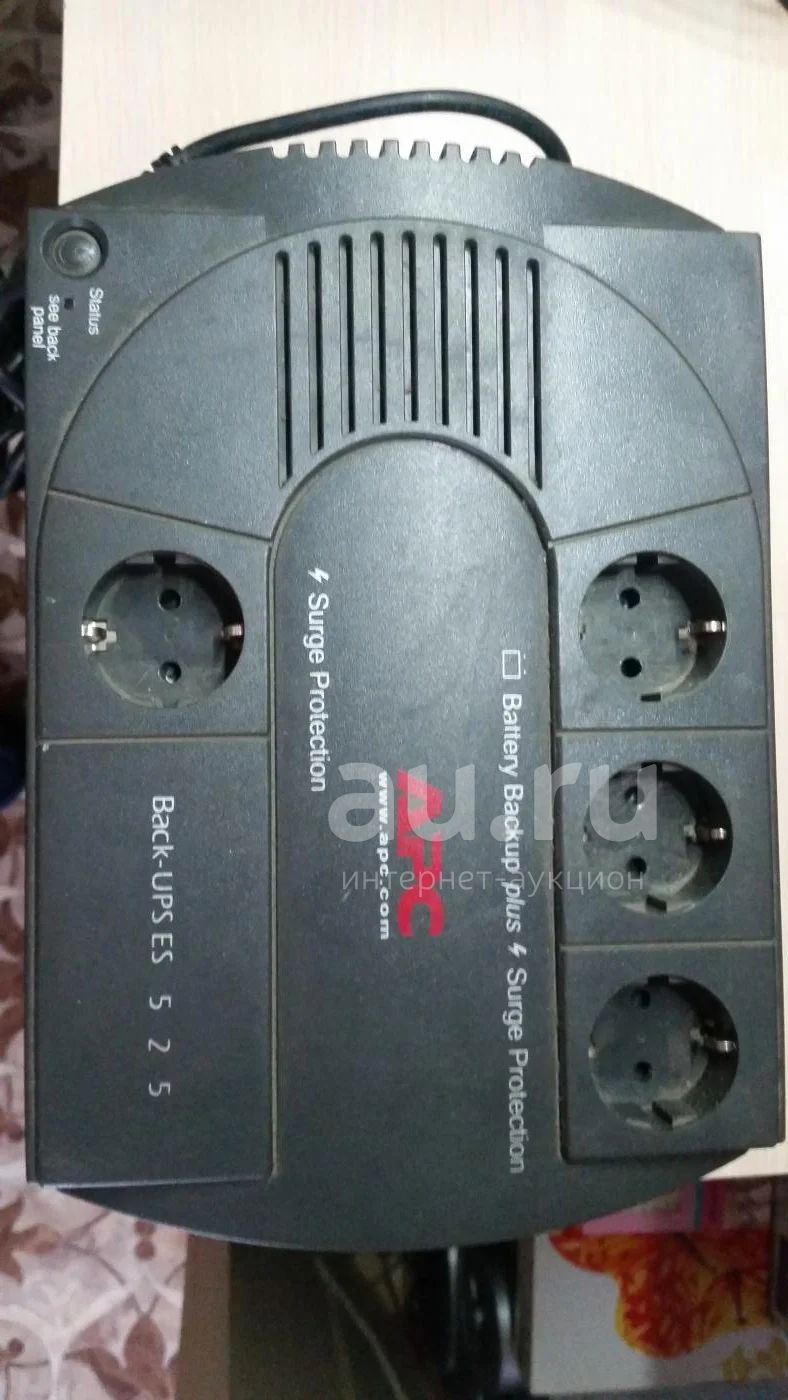 Status
see back
panel
⚡ Surge Protection
Battery Backup plus ⚡ Surge Protection
APC
www.apc.com
Back-UPS ES 525
au.ru
интернет-аукцион